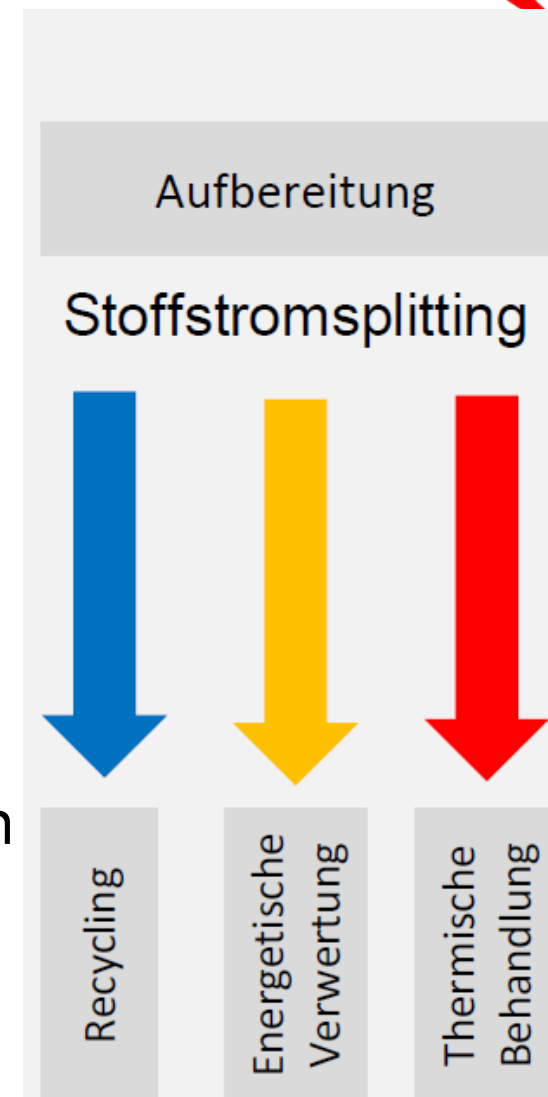 Aufbereitung
Stoffstromsplitting
n
Recycling
Energetische
Verwertung
Thermische
Behandlung